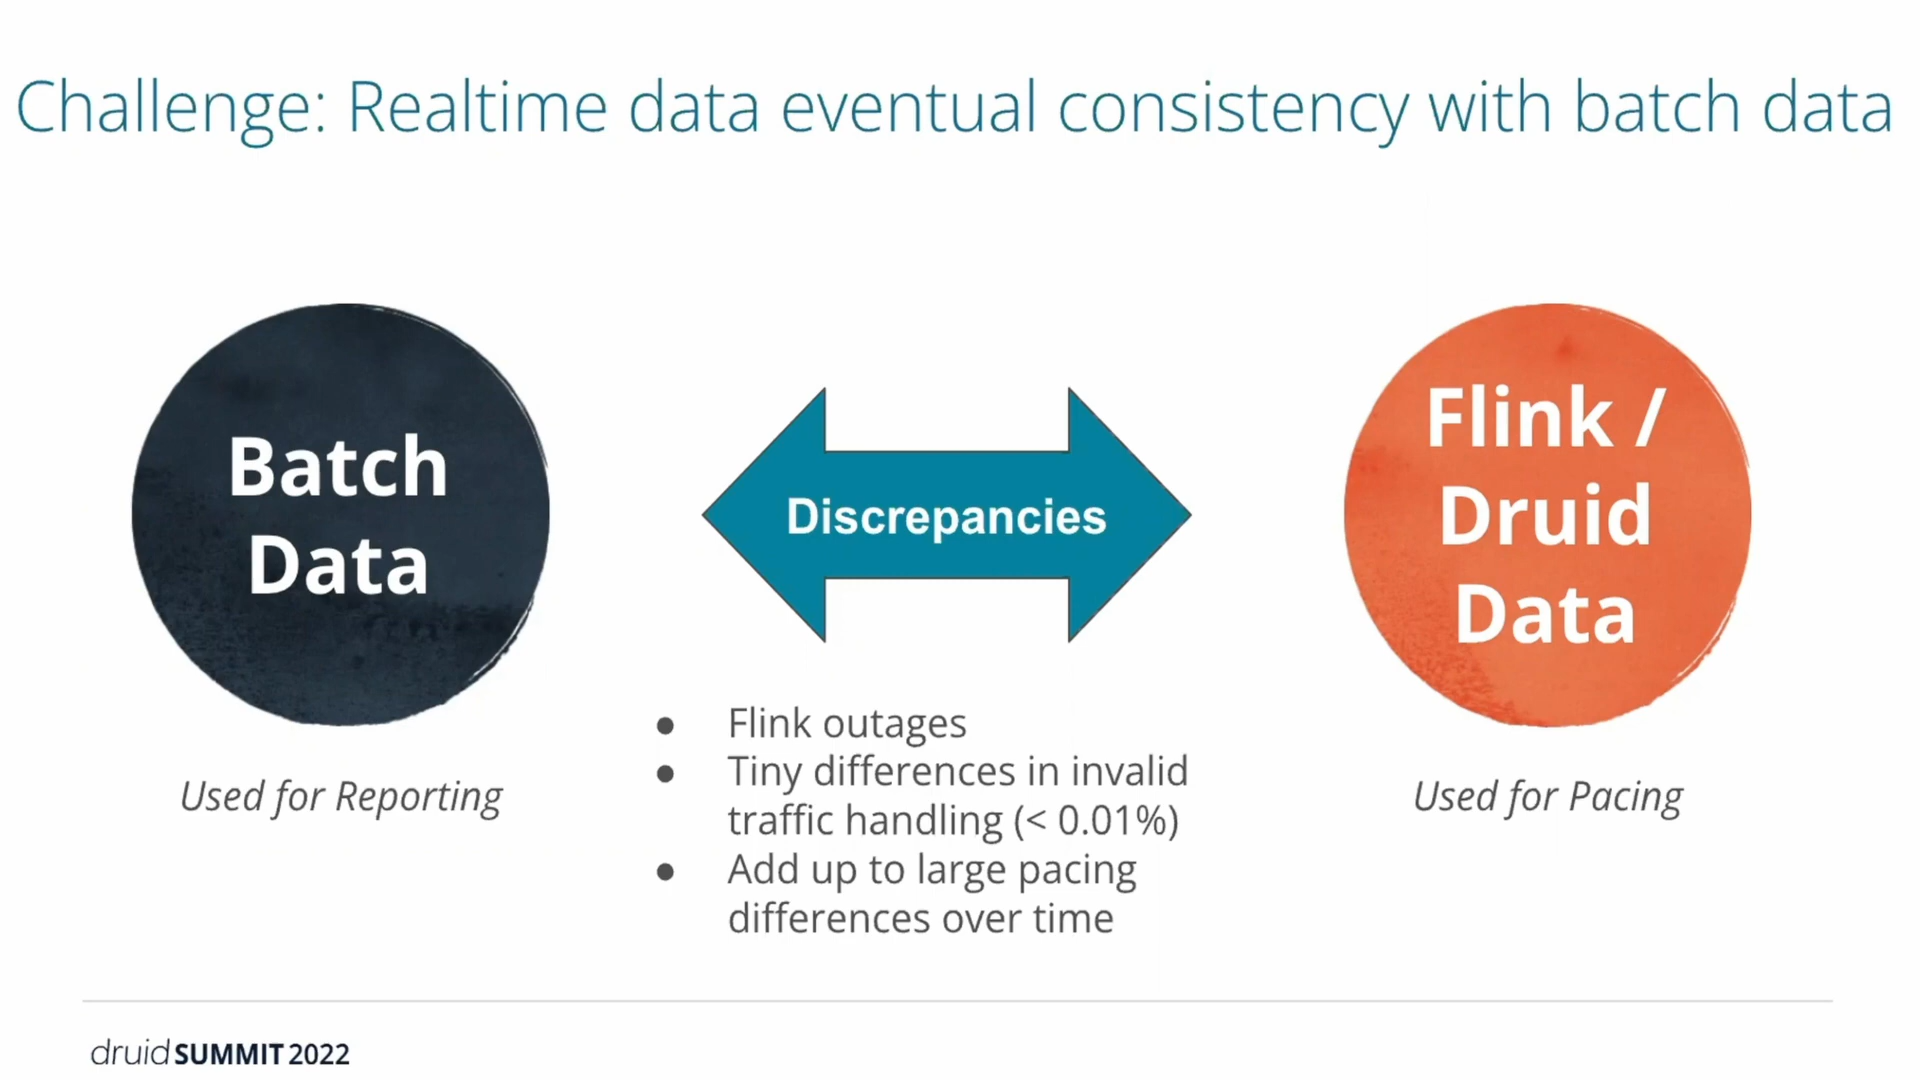 Challenge: Realtime data eventual consistency with batch data
Batch
Data
Used for Reporting
Discrepancies
● Flink outages
● Tiny differences in invalid
traffic handling (< 0.01%)
● Add up to large pacing
differences over time
Flink /
Druid
Data
Used for Pacing
druid SUMMIT 2022